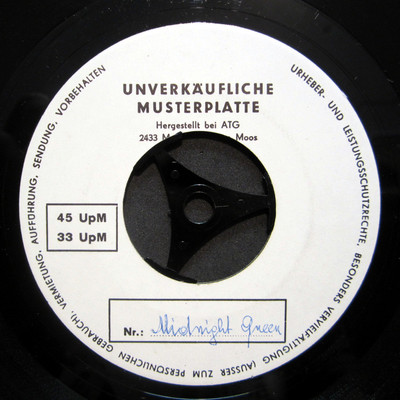 UNVERKÄUFLICHE
MUSTERPLATTE
Hergestellt bei ATG
2433 Moos
45 UpM
33 UpM
Nr.: Midnight Queen
URHEBER- UND LEISTUNGSSCHUTZRECHTE, BESONDERS VERVIELFÄLTIGUNG (AUSSER ZUM PERSÖNLICHEN GEBRAUCH), VERMIETUNG, AUFFÜHRUNG, SENDUNG, VORBEHALTEN